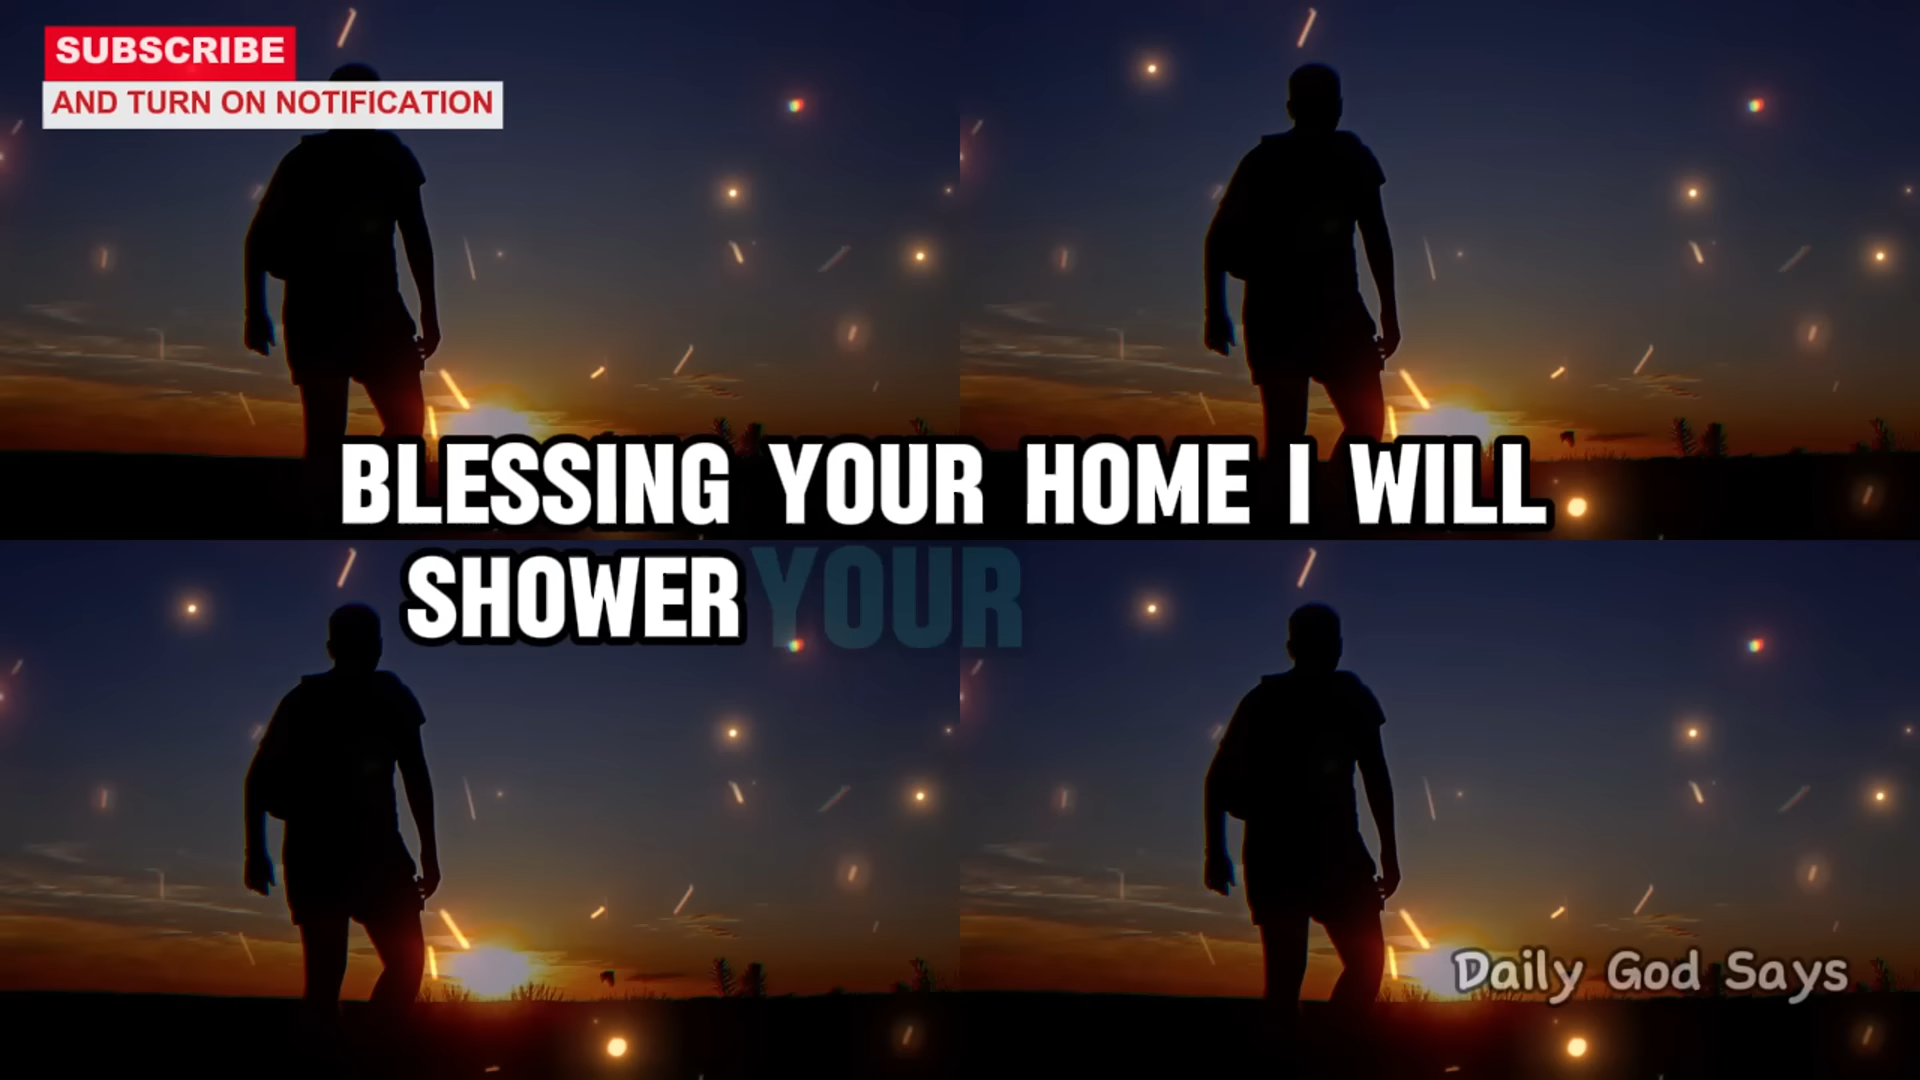 SUBSCRIBE
AND TURN ON NOTIFICATION
BLESSING YOUR HOME I WILL
SHOWER YOUR
Daily God Says